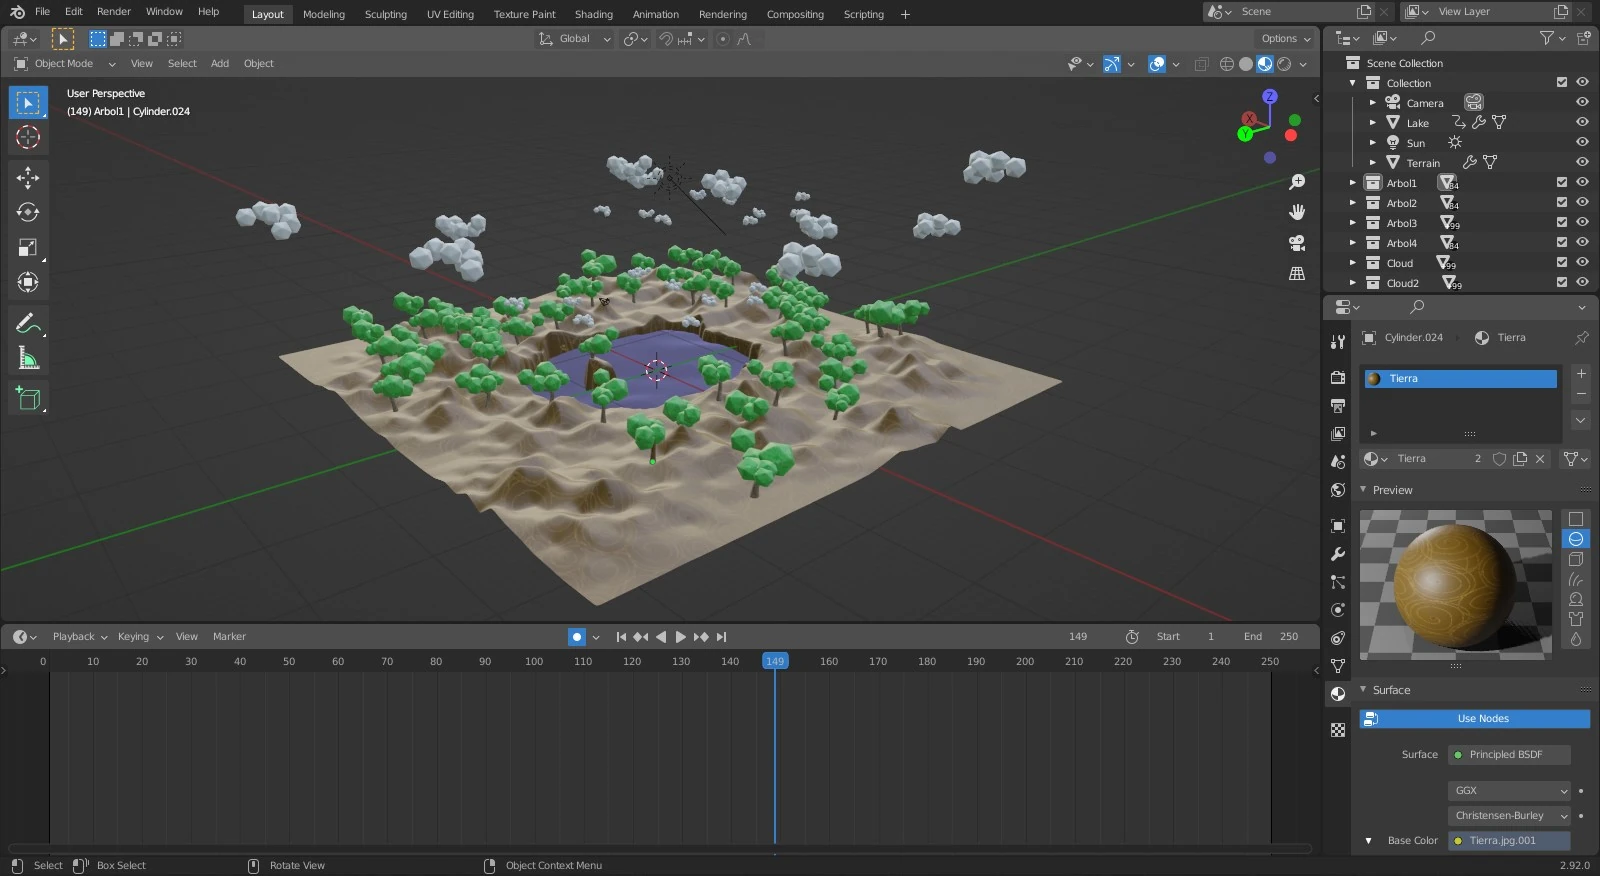 File Edit Render Window Help Layout Modeling Sculpting UV Editing Texture Paint Shading Animation Rendering Compositing Scripting + Scene View Layer
Global Options
Object Mode View Select Add Object
User Perspective
(149) Arbol1 | Cylinder.024
Z
X
Y
Scene Collection
Collection
Camera
Lake
Sun
Terrain
Arbol1 84
Arbol2 84
Arbol3 99
Arbol4 84
Cloud 99
Cloud2 99
Cylinder.024 Tierra
Tierra
Tierra 2
Preview
Surface
Use Nodes
Surface Principled BSDF
GGX
Christensen-Burley
Base Color Tierra.jpg.001
Playback Keying View Marker 149 Start 1 End 250
0 10 20 30 40 50 60 70 80 90 100 110 120 130 140 149 160 170 180 190 200 210 220 230 240 250
Select Box Select Rotate View Object Context Menu 2.92.0